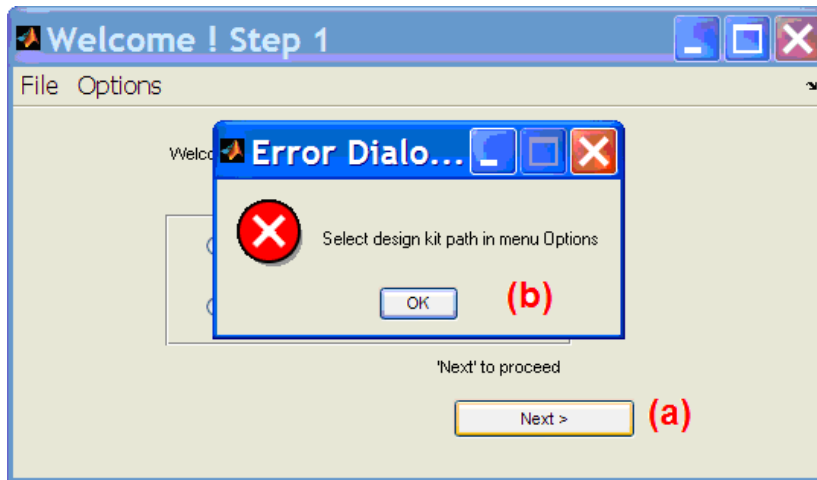 Welcome ! Step 1
File Options
Error Dialo...
Select design kit path in menu Options
OK
(b)
'Next' to proceed
Next >
(a)